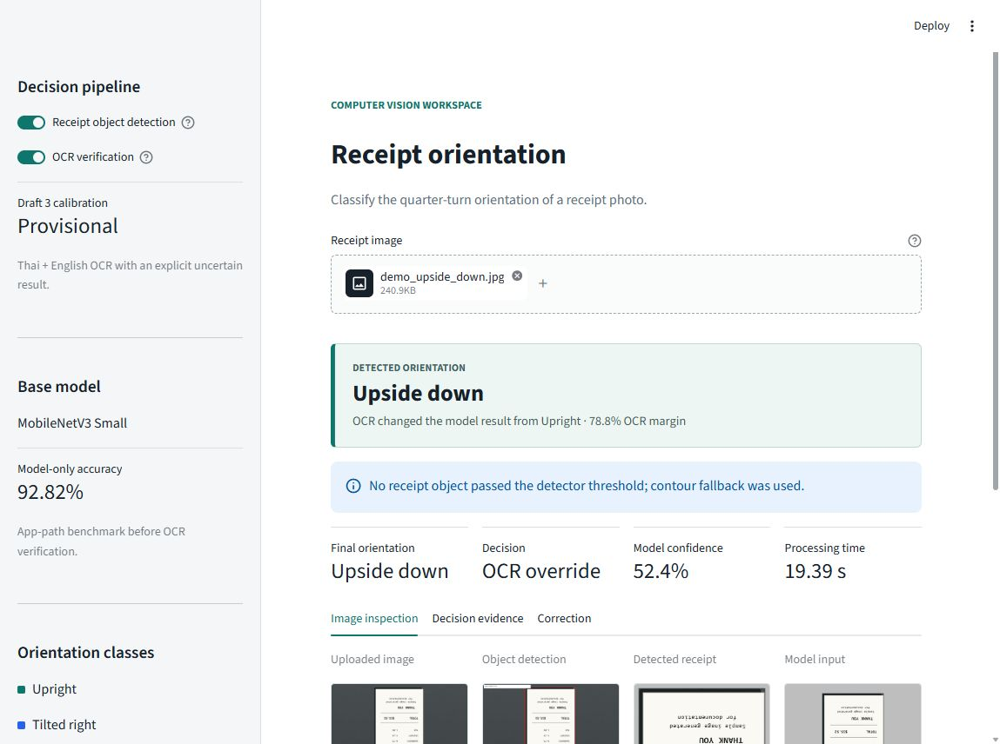 Deploy
Decision pipeline
Receipt object detection
OCR verification
Draft 3 calibration
Provisional
Thai + English OCR with an explicit uncertain
result.
Base model
MobileNetV3 Small
Model-only accuracy
92.82%
App-path benchmark before OCR
verification.
Orientation classes
Upright
Tilted right
COMPUTER VISION WORKSPACE
Receipt orientation
Classify the quarter-turn orientation of a receipt photo.
Receipt image
demo_upside_down.jpg
240.9KB
DETECTED ORIENTATION
Upside down
OCR changed the model result from Upright · 78.8% OCR margin
No receipt object passed the detector threshold; contour fallback was used.
Final orientation
Upside down
Decision
OCR override
Model confidence
52.4%
Processing time
19.39 s
Image inspection
Decision evidence
Correction
Uploaded image
Object detection
Detected receipt
Model input
for documentation
Sample image generated
THANK YOU